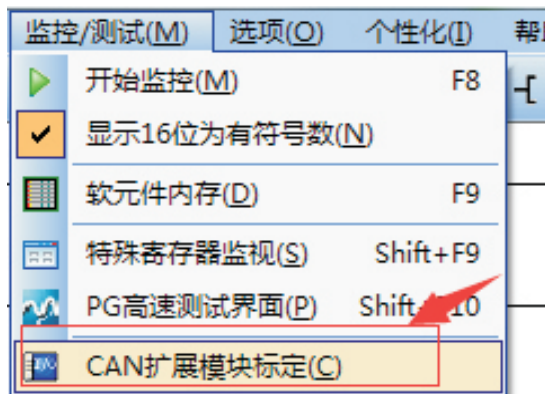 监控/测试(M) 选项(O) 个性化(I)
开始监控(M) F8
显示16位为有符号数(N)
软元件内存(D) F9
特殊寄存器监视(S) Shift+F9
PG高速测试界面(P)
CAN扩展模块标定(C)